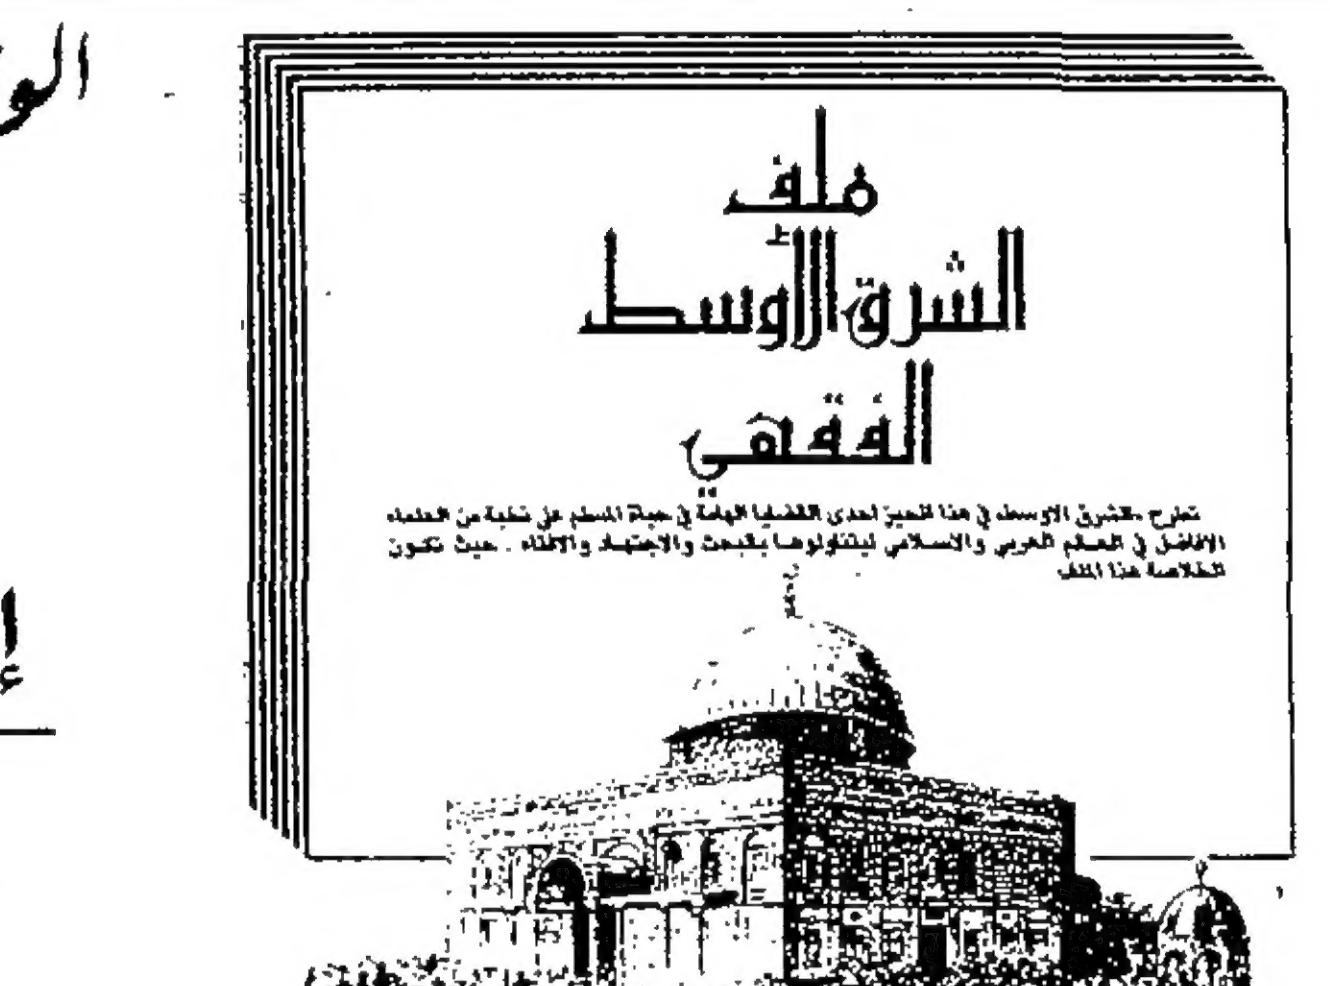 ملف
الشرق الأوسط
الفقهي
تطرح «الشرق الأوسط» في هذا الحيز إحدى القضايا الهامة في حياة المسلم على نخبة من العلماء
الافاضل في العالم العربي والاسلامي ليتناولوها بالبحث والاجتهاد والافتاء . حيث تكون
الخلاصة هذا الملف